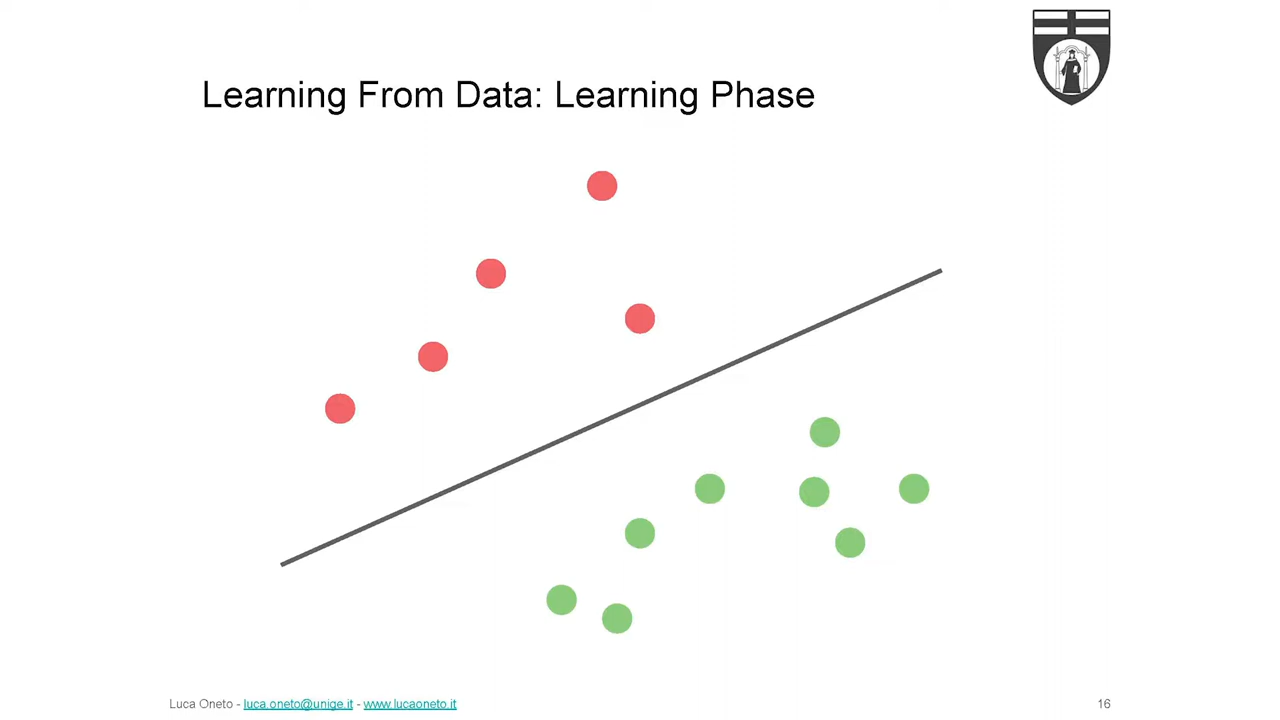 Learning From Data: Learning Phase
Luca Oneto - luca.oneto@unige.it - www.lucaoneto.it
16